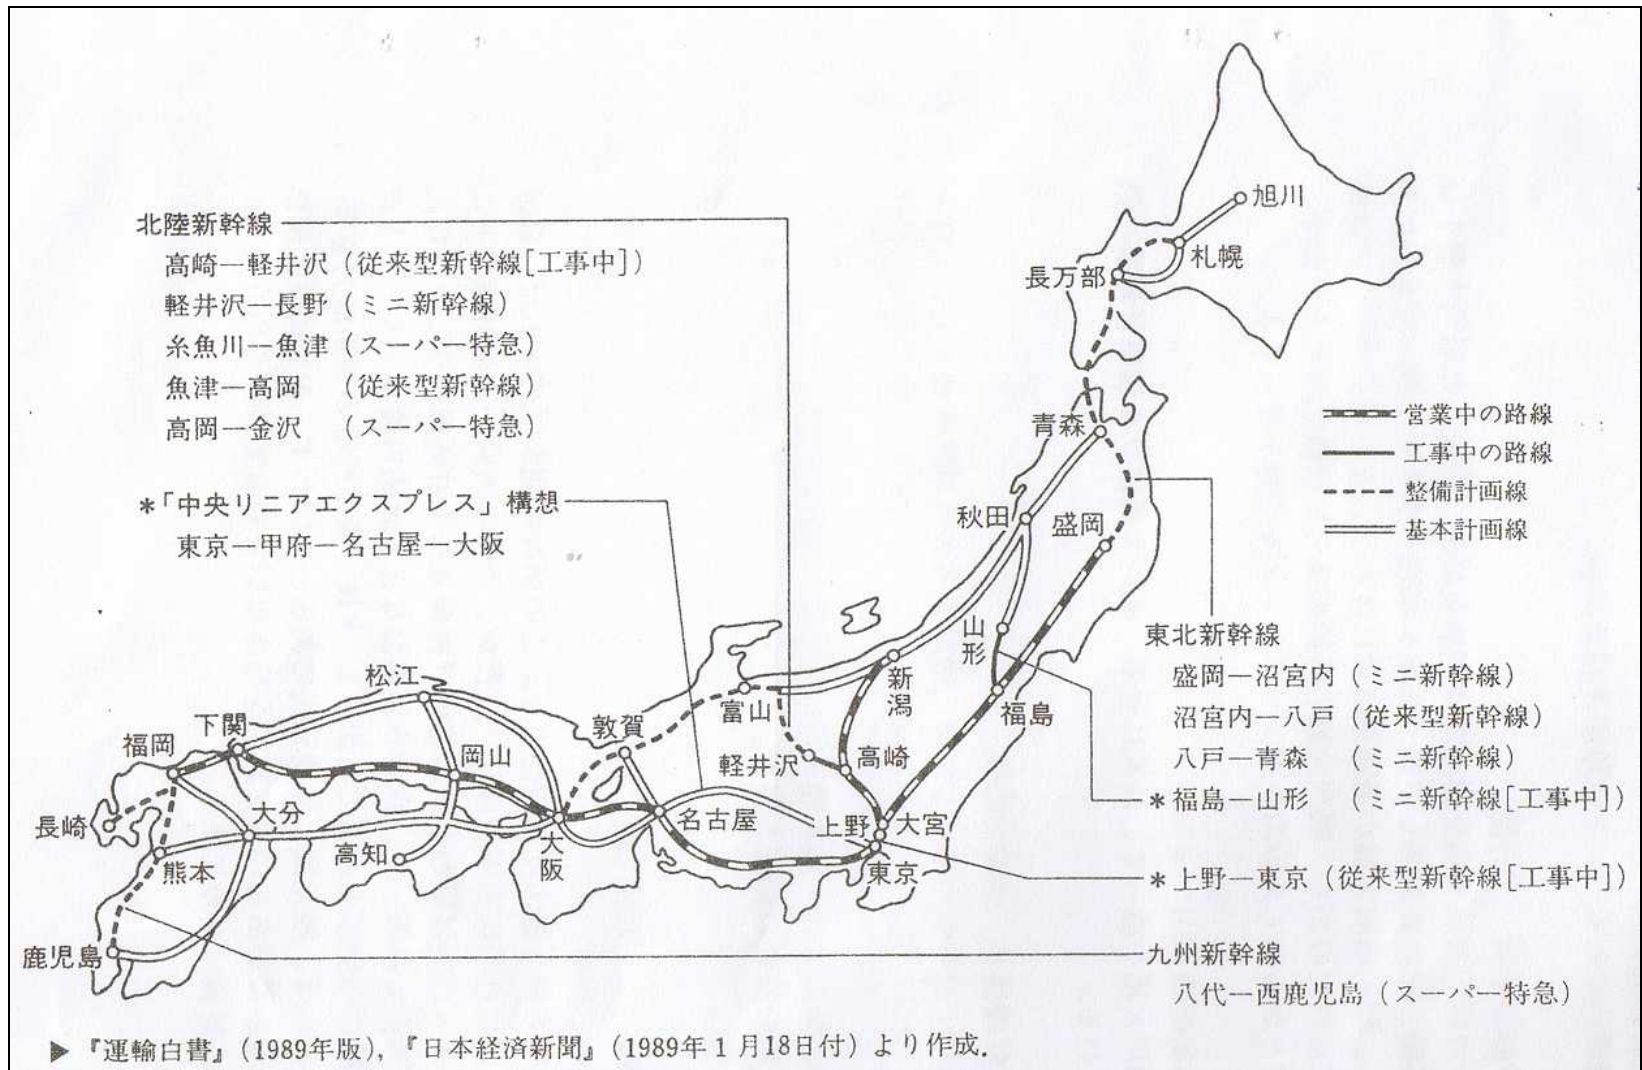 北陸新幹線
高崎―軽井沢（従来型新幹線[工事中]）
軽井沢―長野（ミニ新幹線）
糸魚川―魚津（スーパー特急）
魚津―高岡　（従来型新幹線）
高岡―金沢　（スーパー特急）
＊「中央リニアエクスプレス」構想
東京―甲府―名古屋―大阪
旭川
札幌
長万部
青森
営業中の路線
工事中の路線
整備計画線
基本計画線
秋田
盛岡
山形
東北新幹線
盛岡―沼宮内（ミニ新幹線）
沼宮内―八戸（従来型新幹線）
八戸―青森　（ミニ新幹線）
＊福島―山形　（ミニ新幹線[工事中]）
新潟
福島
松江
下関
福岡
岡山
敦賀
富山
軽井沢
高崎
長崎
大分
熊本
高知
大阪
名古屋
上野
大宮
東京
鹿児島
＊上野―東京（従来型新幹線[工事中]）
九州新幹線
八代―西鹿児島（スーパー特急）
▶『運輸白書』（1989年版），『日本経済新聞』（1989年1月18日付）より作成．